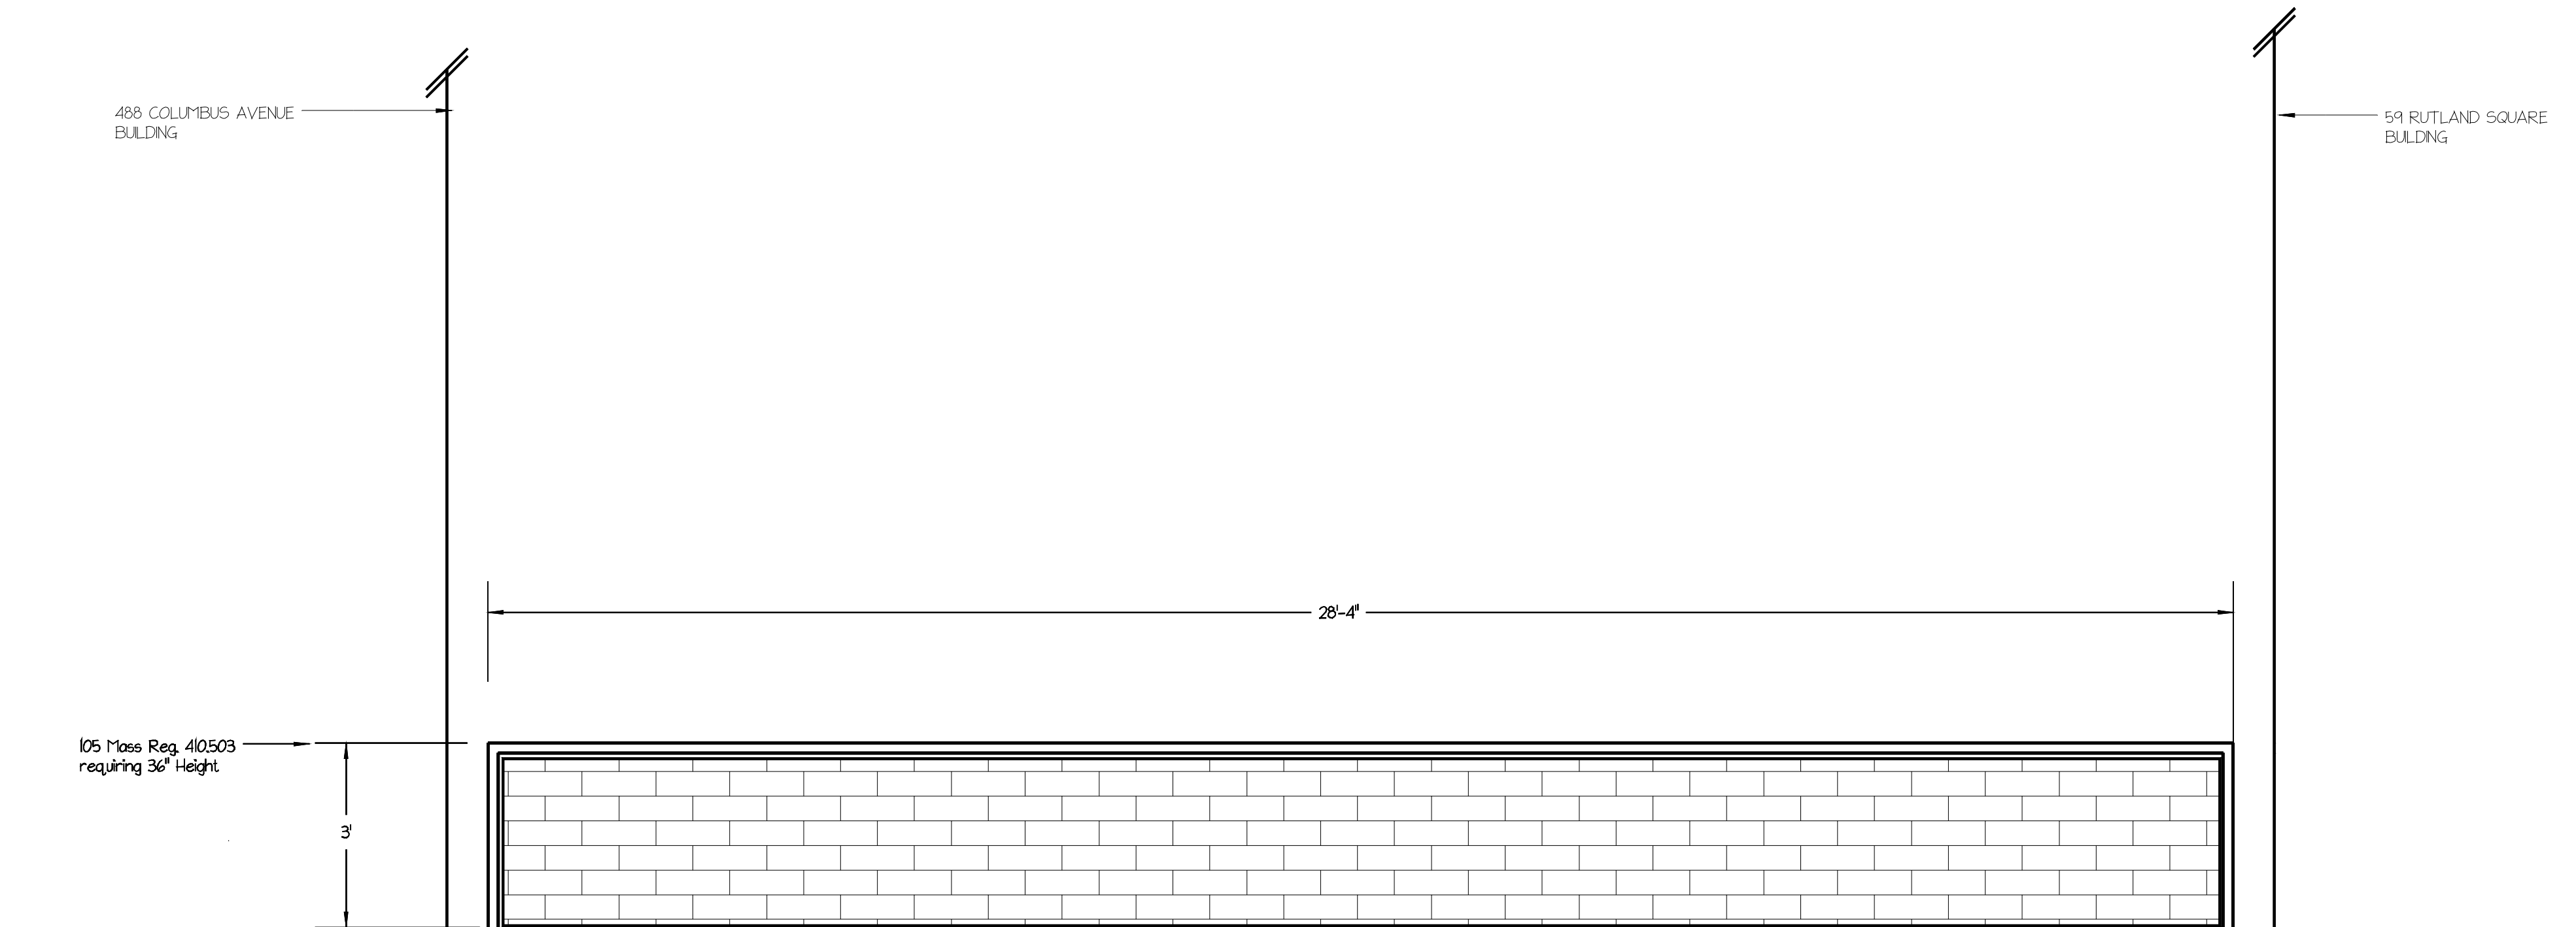 488 COLUMBUS AVENUE
BUILDING
59 RUTLAND SQUARE
BUILDING
28'-4"
105 Mass Reg. 410.503
requiring 36" Height
3'